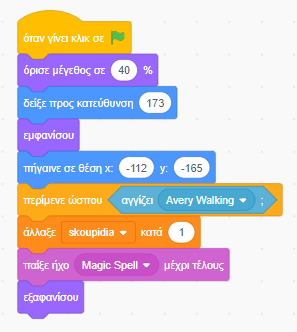 όταν γίνει κλικ σε
όρισε μέγεθος σε 40 %
δείξε προς κατεύθυνση 173
εμφανίσου
πήγαινε σε θέση x: -112 y: -165
περίμενε ώσπου αγγίζει Avery Walking ;
άλλαξε skoupidia κατά 1
παίξε ήχο Magic Spell μέχρι τέλους
εξαφανίσου